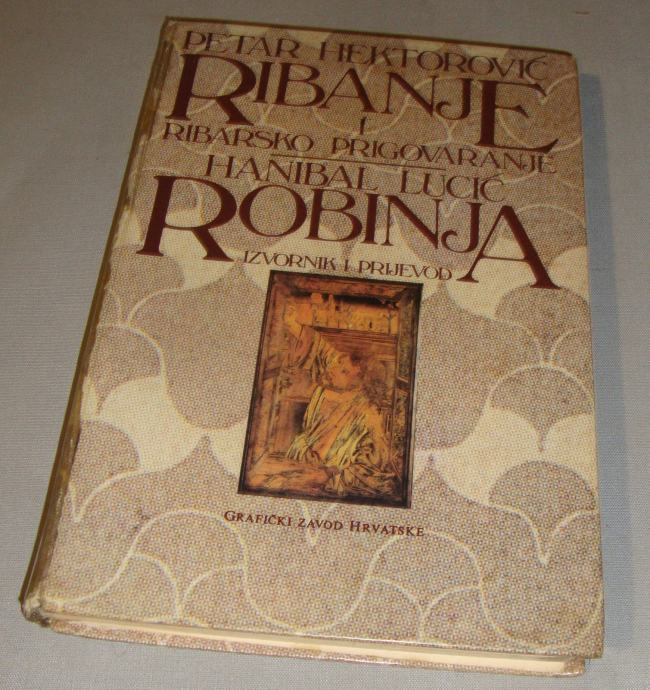 PETAR HEKTOROVIĆ
RIBANJE
I
RIBARSKO PRIGOVARANJE
HANIBAL LUCIĆ
ROBINJA
IZVORNIK I PRIJEVOD
GRAFIČKI ZAVOD HRVATSKE